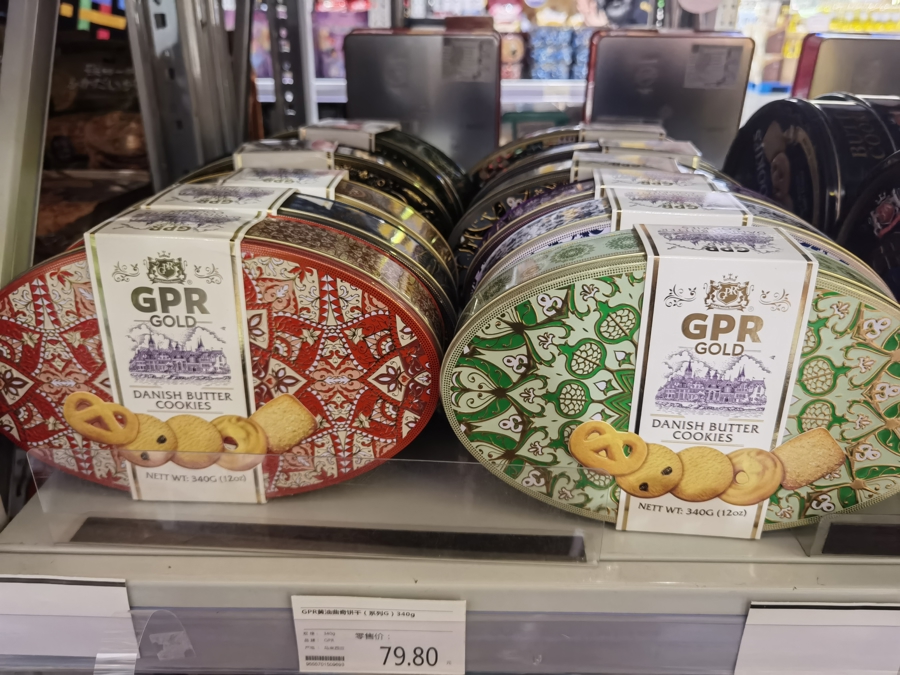 GPR
GOLD
DANISH BUTTER
COOKIES
NETT WT: 340G (12oz)
GPR
GOLD
DANISH BUTTER
COOKIES
NETT WT: 340G (12oz)
GPR黄油曲奇饼干(系列G)340g
零售价:
79.80